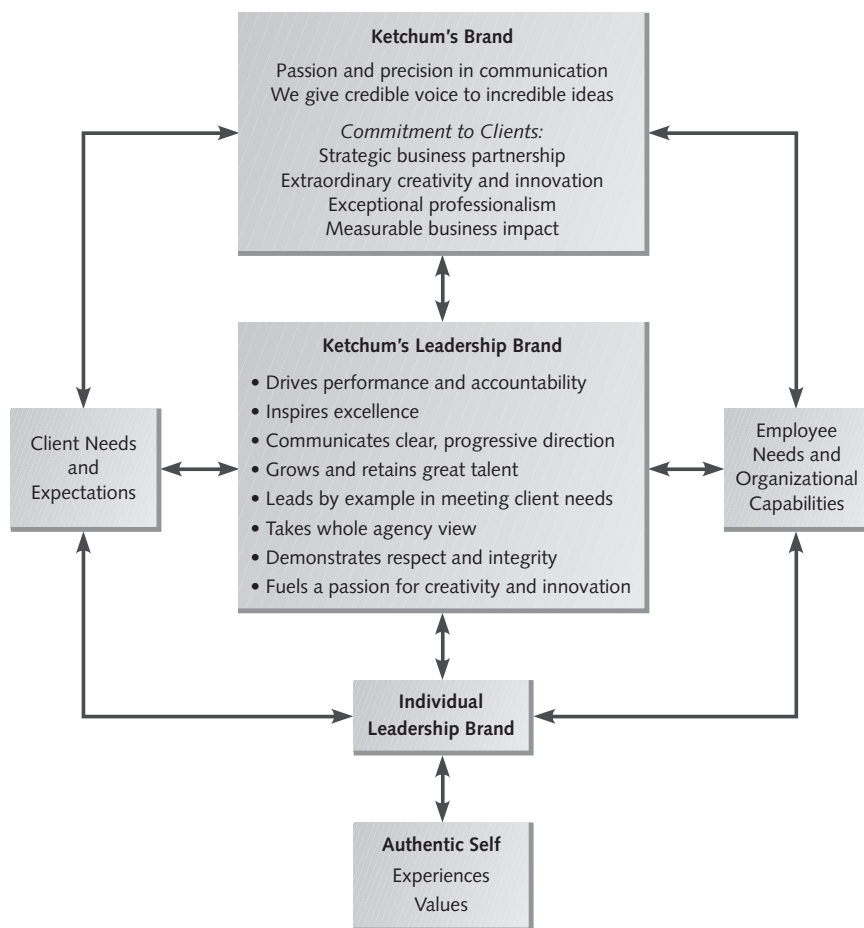 Ketchum's Brand
Passion and precision in communication
We give credible voice to incredible ideas
Commitment to Clients:
Strategic business partnership
Extraordinary creativity and innovation
Exceptional professionalism
Measurable business impact
Ketchum's Leadership Brand
• Drives performance and accountability
• Inspires excellence
• Communicates clear, progressive direction
• Grows and retains great talent
• Leads by example in meeting client needs
• Takes whole agency view
• Demonstrates respect and integrity
• Fuels a passion for creativity and innovation
Client Needs
and
Expectations
Employee
Needs and
Organizational
Capabilities
Individual
Leadership Brand
Authentic Self
Experiences
Values